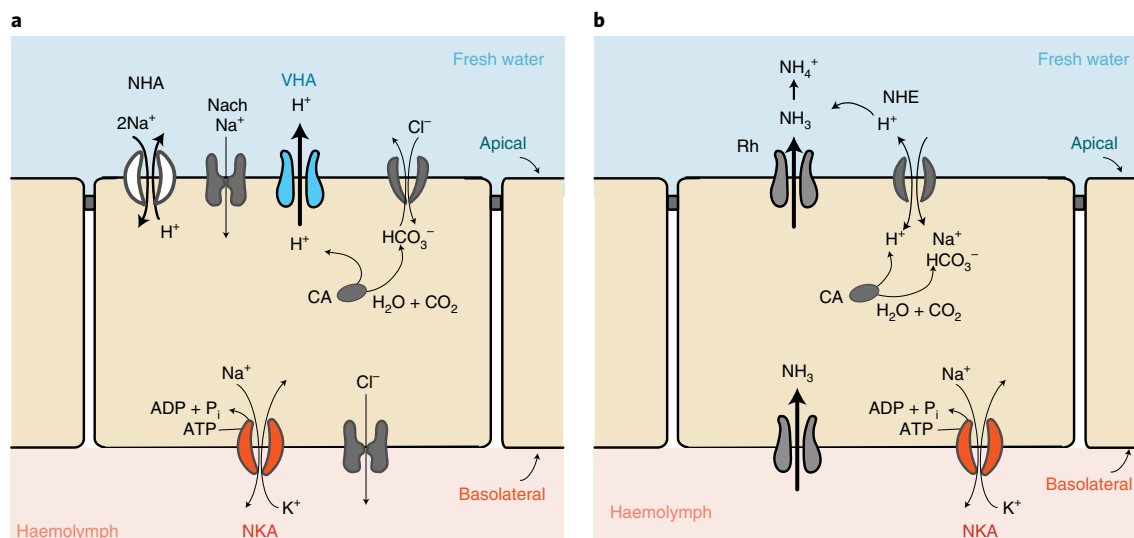 a
Fresh water
NHA
VHA
Nach
H⁺
2Na⁺
Na⁺
Cl⁻
Apical
H⁺
H⁺
HCO₃⁻
CA
H₂O + CO₂
Na⁺
Cl⁻
ADP + Pᵢ
ATP
Basolateral
K⁺
Haemolymph
NKA
b
Fresh water
NH₄⁺
NHE
NH₃
H⁺
Rh
Apical
H⁺
Na⁺
HCO₃⁻
CA
H₂O + CO₂
NH₃
Na⁺
ADP + Pᵢ
ATP
Basolateral
K⁺
Haemolymph
NKA